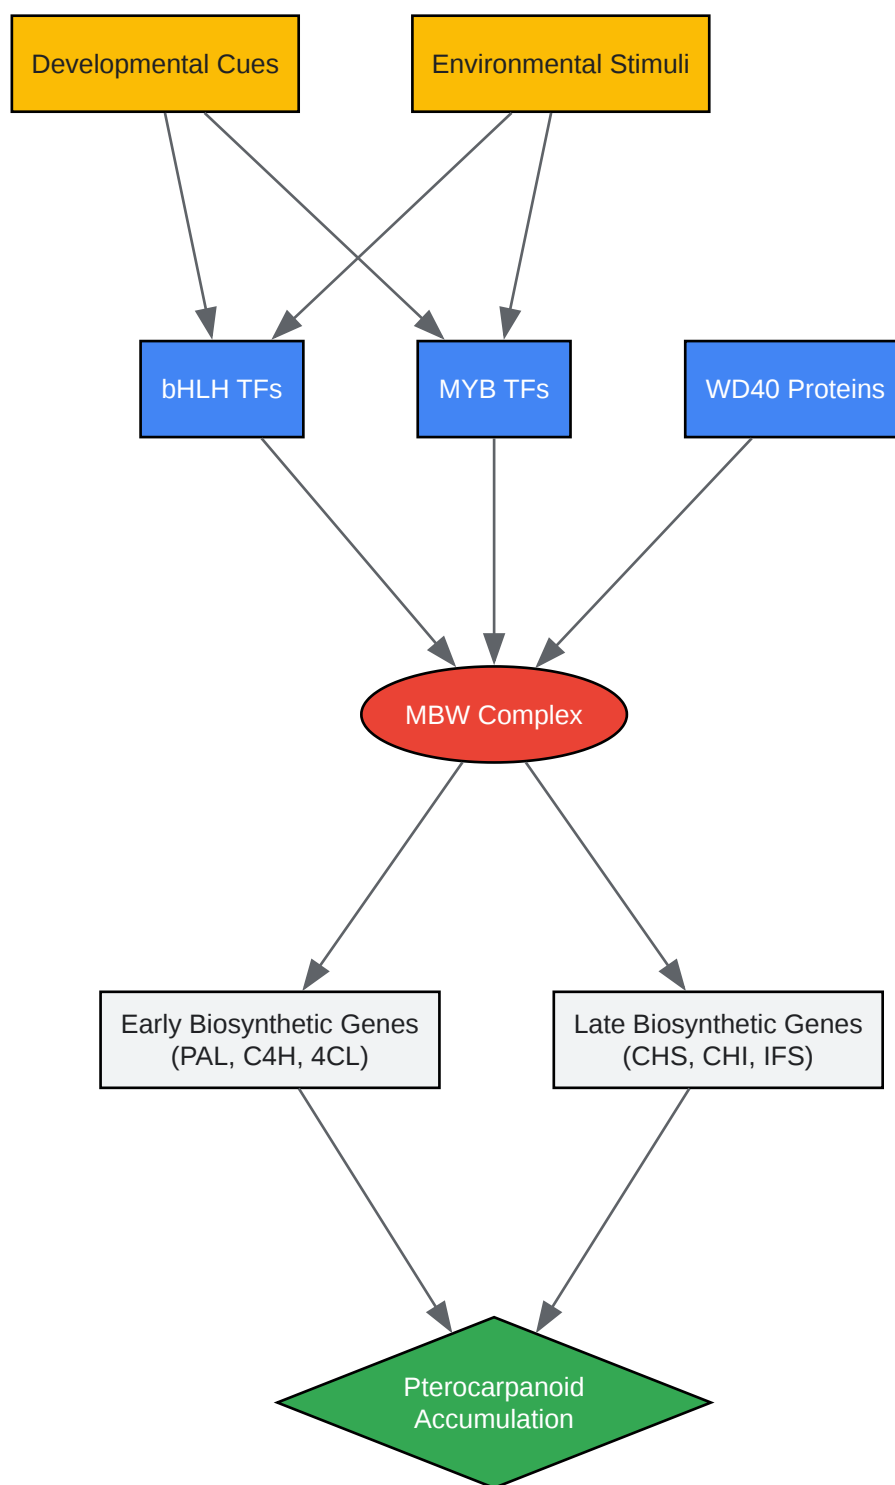 Developmental Cues
Environmental Stimuli
bHLH TFs
MYB TFs
WD40 Proteins
MBW Complex
Early Biosynthetic Genes
(PAL, C4H, 4CL)
Late Biosynthetic Genes
(CHS, CHI, IFS)
Pterocarpanoid
Accumulation